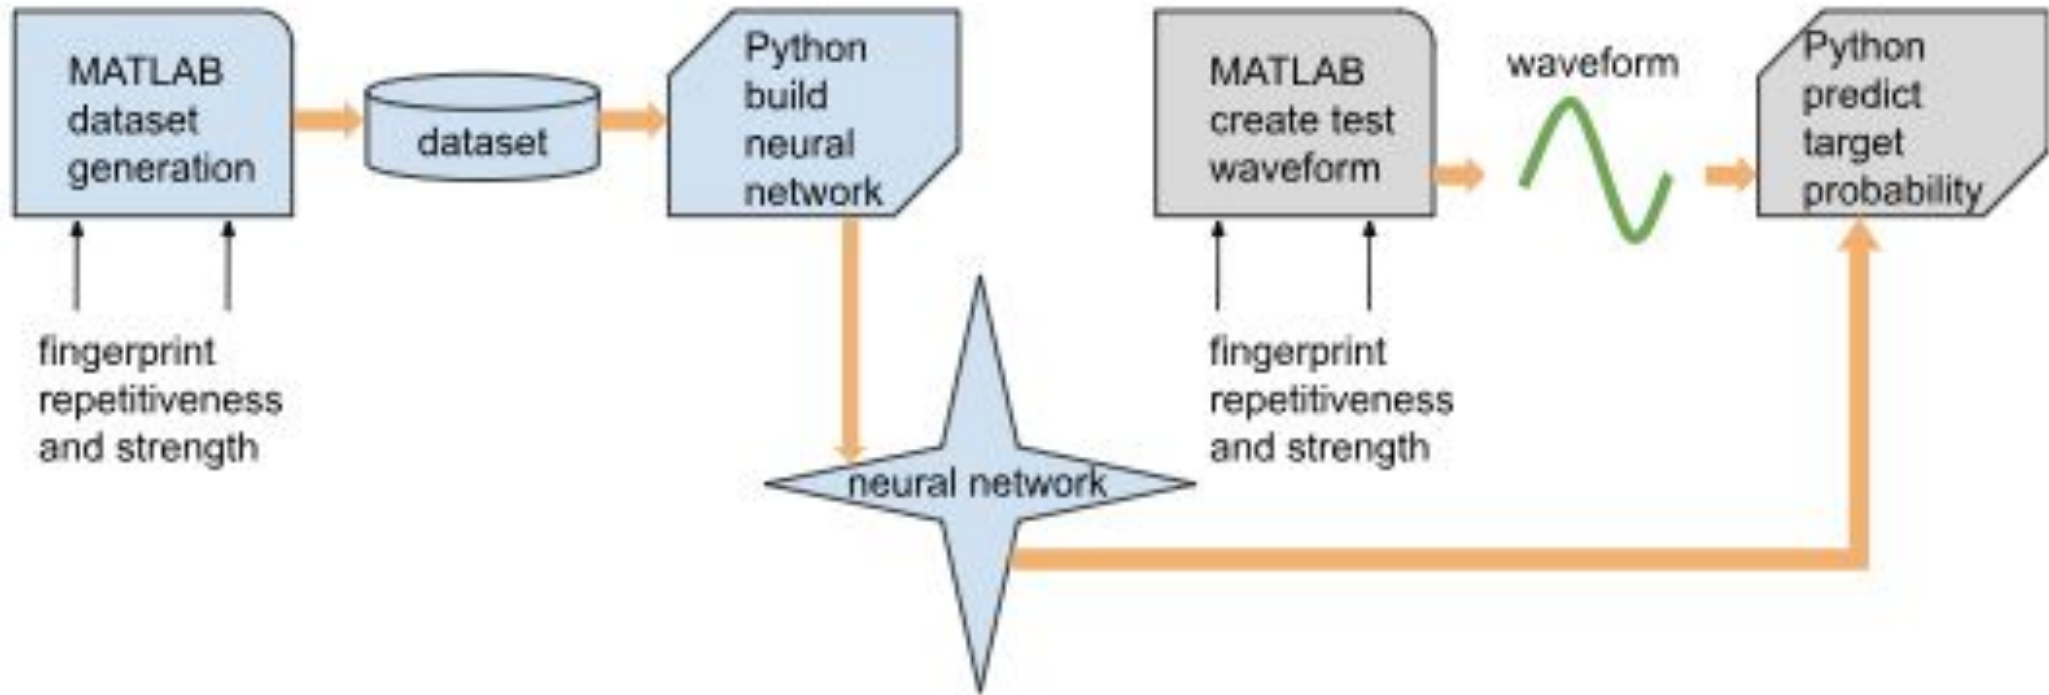 MATLAB
dataset
generation
dataset
Python
build
neural
network
fingerprint
repetitiveness
and strength
neural network
MATLAB
create test
waveform
waveform
Python
predict
target
probability
fingerprint
repetitiveness
and strength